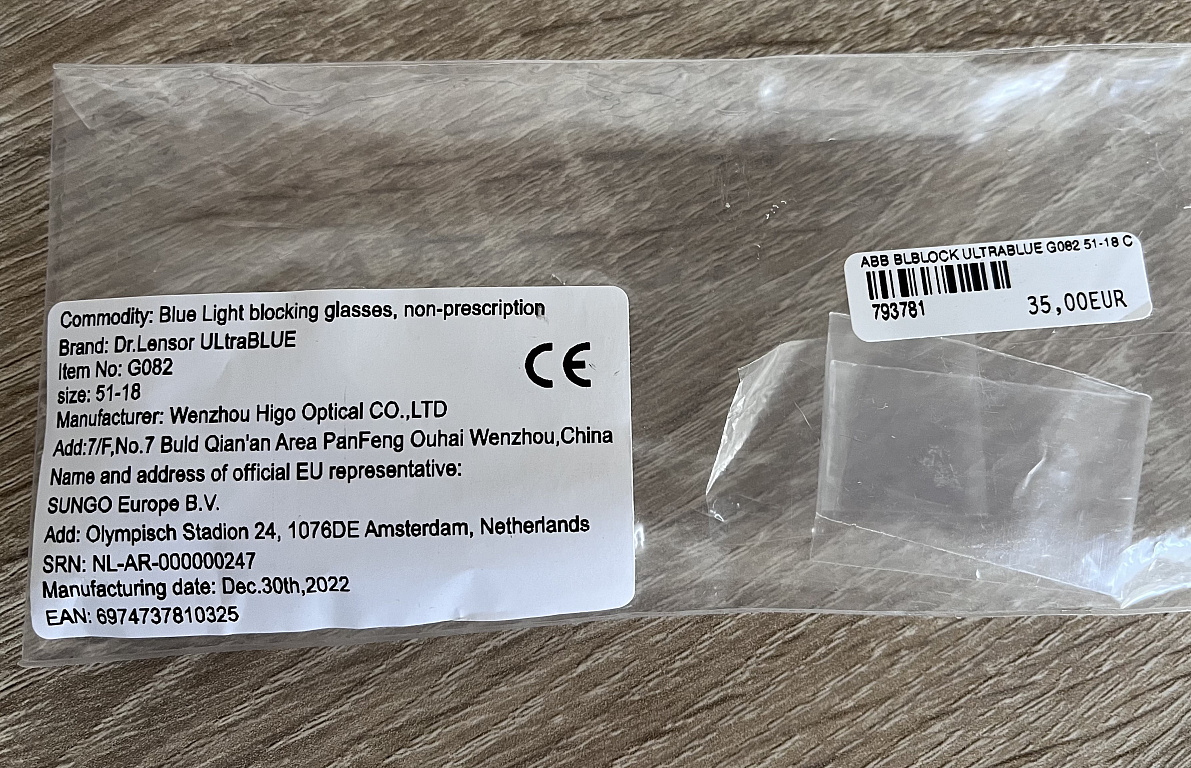 Commodity: Blue Light blocking glasses, non-prescription
Brand: Dr.Lensor ULtraBLUE
Item No: G082
size: 51-18
CE
Manufacturer: Wenzhou Higo Optical CO.,LTD
Add:7/F,No.7 Buld Qian'an Area PanFeng Ouhai Wenzhou,China
Name and address of official EU representative:
SUNGO Europe B.V.
Add: Olympisch Stadion 24, 1076DE Amsterdam, Netherlands
SRN: NL-AR-000000247
Manufacturing date: Dec.30th,2022
EAN: 6974737810325
ABB BLBLOCK ULTRABLUE G082 51-18 C
793781
35,00EUR